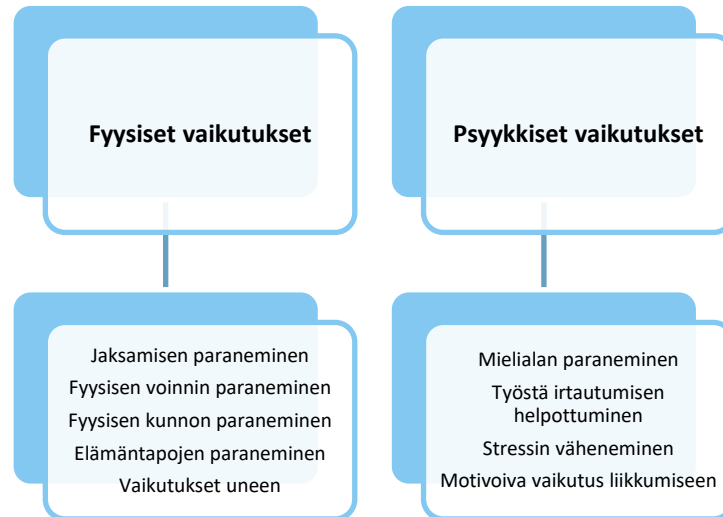 Fyysiset vaikutukset
Psyykkiset vaikutukset
Jaksamisen paraneminen
Fyysisen voinnin paraneminen
Fyysisen kunnon paraneminen
Elämäntapojen paraneminen
Vaikutukset uneen
Mielialan paraneminen
Työstä irtautumisen
helpottuminen
Stressin väheneminen
Motivoiva vaikutus liikkumiseen